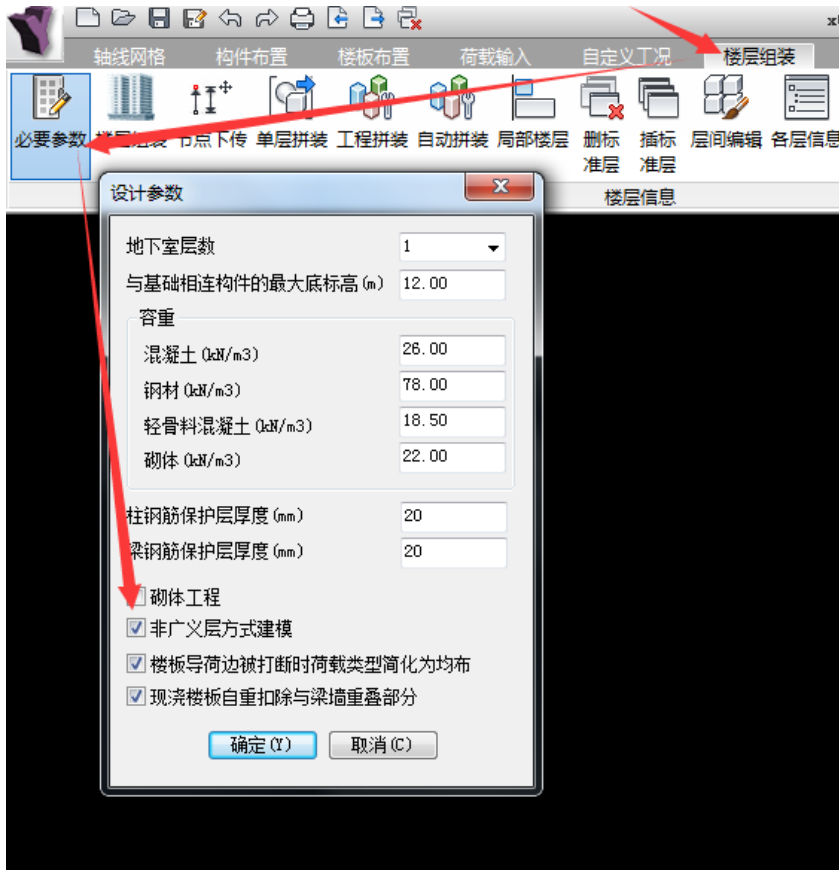 x
轴线网格 构件布置 楼板布置 荷载输入 自定义工况 楼层组装
必要参数 楼层组装 节点下传 单层拼装 工程拼装 自动拼装 局部楼层 删标准层 插标准层 层间编辑 各层信息
楼层信息
设计参数
地下室层数 1
与基础相连构件的最大底标高(m) 12.00
容重
混凝土(kN/m3) 26.00
钢材(kN/m3) 78.00
轻骨料混凝土(kN/m3) 18.50
砌体(kN/m3) 22.00
柱钢筋保护层厚度(mm) 20
梁钢筋保护层厚度(mm) 20
砌体工程
非广义层方式建模
楼板导荷边被打断时荷载类型简化为均布
现浇楼板自重扣除与梁墙重叠部分
确定(Y) 取消(C)